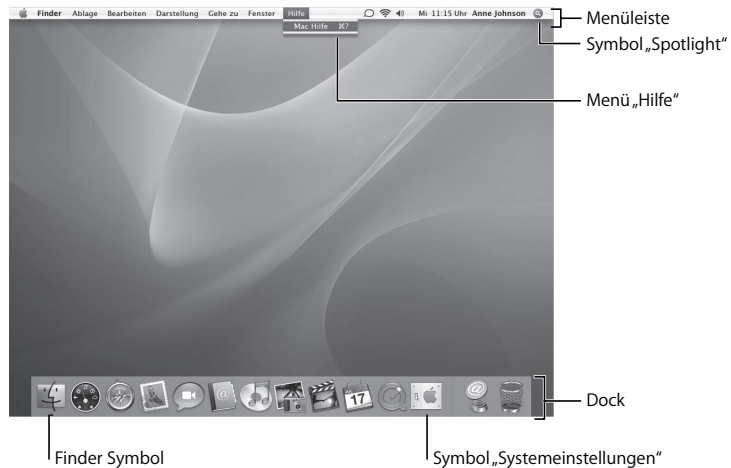 Finder Ablage Bearbeiten Darstellung Gehe zu Fenster Hilfe Mi 11:15 Uhr Anne Johnson
Mac Hilfe ⌘?
Menüleiste
Symbol „Spotlight“
Menü „Hilfe“
17
Dock
Finder Symbol
Symbol „Systemeinstellungen“